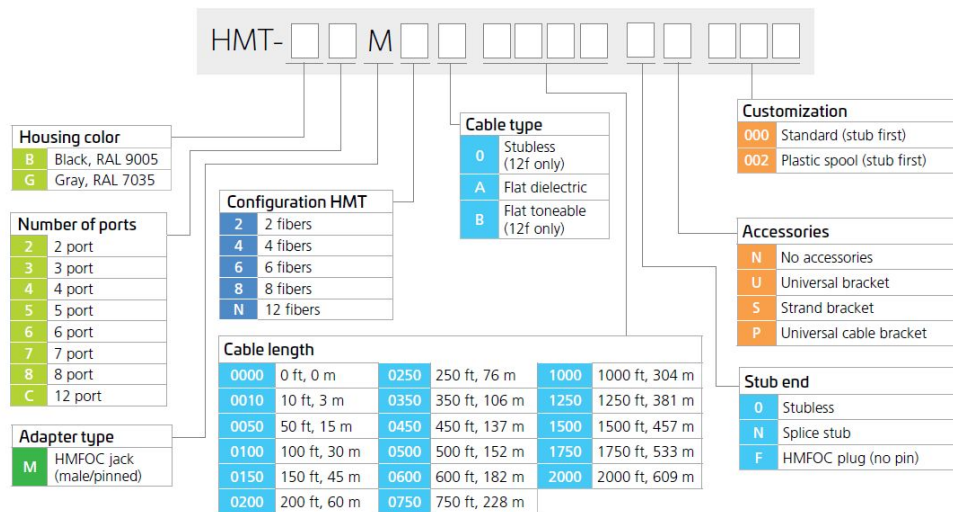 HMT- M
Housing color
B Black, RAL 9005
G Gray, RAL 7035
Number of ports
2 2 port
3 3 port
4 4 port
5 5 port
6 6 port
7 7 port
8 8 port
C 12 port
Adapter type
M HMFOC jack
(male/pinned)
Configuration HMT
2 2 fibers
4 4 fibers
6 6 fibers
8 8 fibers
N 12 fibers
Cable type
0 Stubless
(12f only)
A Flat dielectric
B Flat toneable
(12f only)
Cable length
0000 0 ft, 0 m 0250 250 ft, 76 m 1000 1000 ft, 304 m
0010 10 ft, 3 m 0350 350 ft, 106 m 1250 1250 ft, 381 m
0050 50 ft, 15 m 0450 450 ft, 137 m 1500 1500 ft, 457 m
0100 100 ft, 30 m 0500 500 ft, 152 m 1750 1750 ft, 533 m
0150 150 ft, 45 m 0600 600 ft, 182 m 2000 2000 ft, 609 m
0200 200 ft, 60 m 0750 750 ft, 228 m
Customization
000 Standard (stub first)
002 Plastic spool (stub first)
Accessories
N No accessories
U Universal bracket
S Strand bracket
P Universal cable bracket
Stub end
0 Stubless
N Splice stub
F HMFOC plug (no pin)